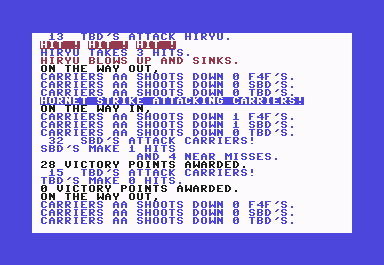 13 TBD'S ATTACK HIRYU.
HIT ! HIT ! HIT !
HIRYU TAKES 3 HITS.
HIRYU BLOWS UP AND SINKS.
ON THE WAY OUT,
CARRIERS AA SHOOTS DOWN 0 F4F'S.
CARRIERS AA SHOOTS DOWN 0 SBD'S.
CARRIERS AA SHOOTS DOWN 0 TBD'S.
HORNET STRIKE ATTACKING CARRIERS!
ON THE WAY IN,
CARRIERS AA SHOOTS DOWN 1 F4F'S.
CARRIERS AA SHOOTS DOWN 1 SBD'S.
CARRIERS AA SHOOTS DOWN 0 TBD'S.
32 SBD'S ATTACK CARRIERS!
SBD'S MAKE 1 HITS
AND 4 NEAR MISSES.
28 VICTORY POINTS AWARDED.
15 TBD'S ATTACK CARRIERS!
TBD'S MAKE 0 HITS.
0 VICTORY POINTS AWARDED.
ON THE WAY OUT,
CARRIERS AA SHOOTS DOWN 0 F4F'S.
CARRIERS AA SHOOTS DOWN 0 SBD'S.
CARRIERS AA SHOOTS DOWN 0 TBD'S.